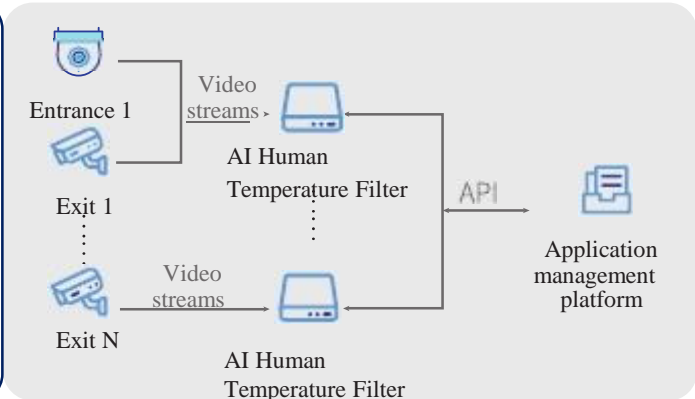 Entrance 1
Exit 1
Exit N
Video
streams
Video
streams
AI Human
Temperature Filter
AI Human
Temperature Filter
API
Application
management
platform